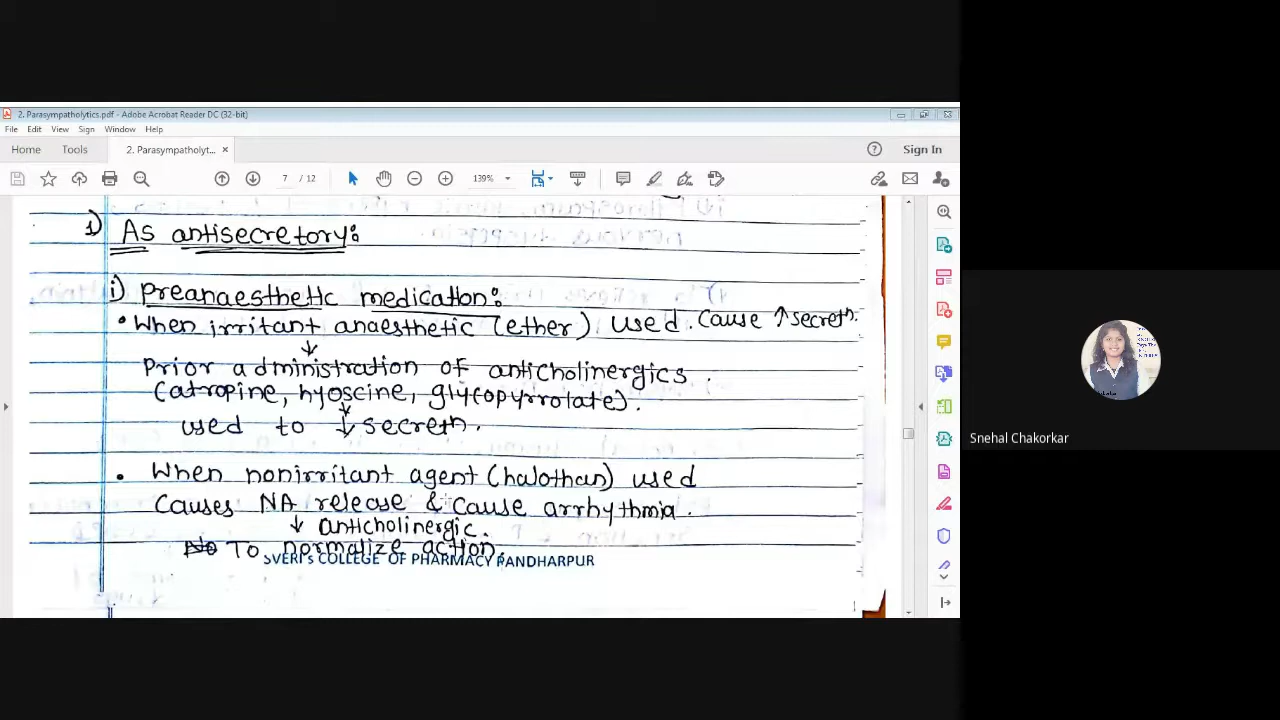 2. Parasympatholytics.pdf - Adobe Acrobat Reader DC (32-bit)
File Edit View Sign Window Help
Home Tools 2. Parasympatholyt... × Sign In
7 / 12 139%
1) As antisecretory:
i) Preanaesthetic medication:
• When irritant anaesthetic (ether) used. Cause ↑ secretn.
↓
Prior administration of anticholinergics.
(atropine, hyoscine, glycopyrrolate).
↓
used to ↓ secretn.
• When nonirritant agent (halothan) used
Causes NA release & cause arrhythmia.
↓ anticholinergic.
To normalize action.
SVERI's COLLEGE OF PHARMACY PANDHARPUR
Snehal Chakorkar